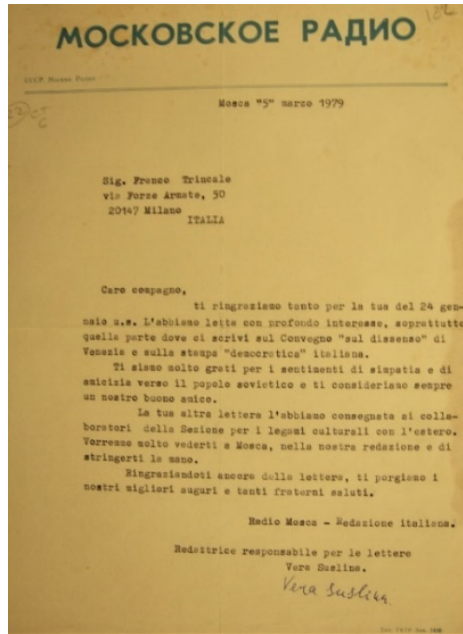 МОСКОВСКОЕ РАДИО
СССР Москва Радио
Mosca "5" marzo 1979
Sig. Franco Trincale
via Forze Armate, 50
20147 Milano
ITALIA
Caro compagno,
ti ringraziamo tanto per la tua del 24 gen-
naio u.s. L'abbiamo letta con profondo interesse, soprattutto
quella parte dove ci scrivi sul Convegno "sul dissenso" di
Venezia e sulla stampa "democratica" italiana.
Ti siamo molto grati per i sentimenti di simpatia e di
amicizia verso il popolo sovietico e ti consideriamo sempre
un nostro buono amico.
La tua altra lettera l'abbiamo consegnata ai colla-
boratori della Sezione per i legami culturali con l'estero.
Vorremmo molto vederti a Mosca, nella nostra redazione e di
stringerti la mano.
Ringraziandoti ancora della lettera, ti porgiamo i
nostri migliori auguri e tanti fraterni saluti.
Radio Mosca - Redazione italiana.
Redattrice responsabile per le lettere
Vera Suslina.
Vera Suslina